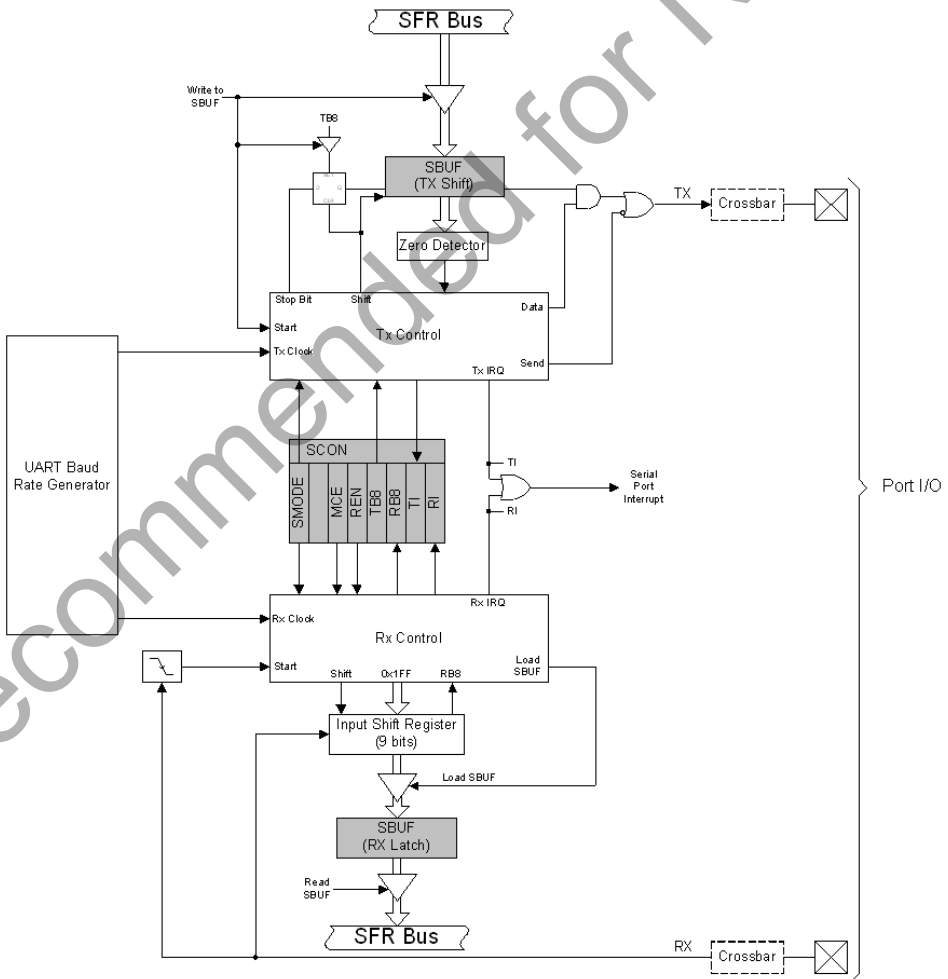 SFR Bus
Write to
SBUF
TB8
SBUF
(TX Shift)
TX
Crossbar
Zero Detector
Stop Bit
Shift
Data
Start
Tx Control
Tx Clock
Send
Tx IRQ
UART Baud
Rate Generator
SCON
SMODE
MCE
REN
TB8
RB8
TI
RI
TI
Serial
Port
Interrupt
RI
Port I/O
Rx IRQ
Rx Clock
Rx Control
Start
Load
SBUF
Shift
0x1FF
RB8
Input Shift Register
(9 bits)
Load SBUF
SBUF
(RX Latch)
Read
SBUF
SFR Bus
RX
Crossbar
ecommended for N